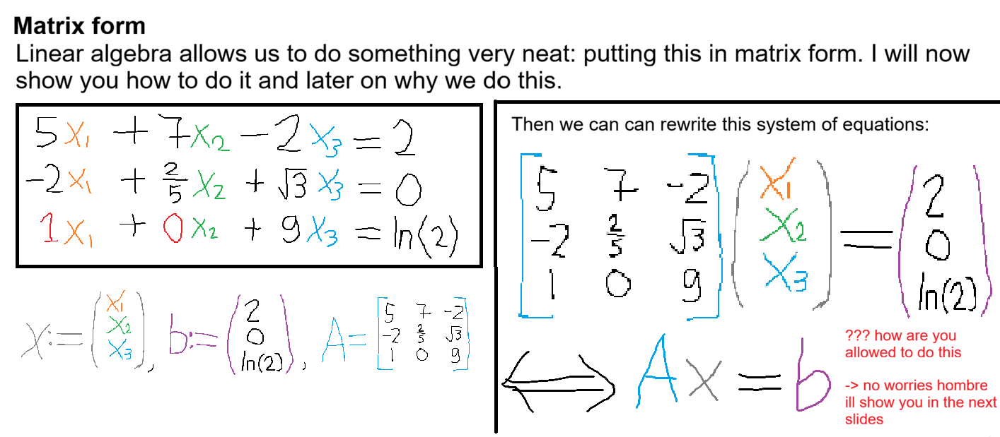 Matrix form
Linear algebra allows us to do something very neat: putting this in matrix form. I will now
show you how to do it and later on why we do this.
5x₁ + 7x₂ - 2x₃ = 2
-2x₁ + 2/5 x₂ + √3 x₃ = 0
1x₁ + 0x₂ + 9x₃ = ln(2)
x := (x₁ x₂ x₃), b := (2 0 ln(2)), A = [5 7 -2
-2 2/5 √3
1 0 9]
Then we can can rewrite this system of equations:
[5 7 -2] (x₁) = (2)
[-2 2/5 √3] (x₂) = (0)
[1 0 9] (x₃) = (ln(2))
⟺ Ax = b
??? how are you
allowed to do this
-> no worries hombre
ill show you in the next
slides